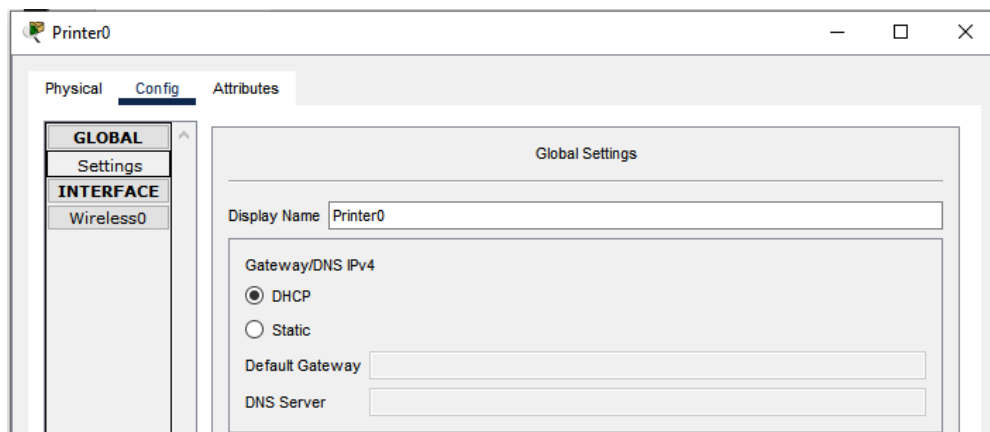 Printer0
Physical Config Attributes
GLOBAL
Settings
INTERFACE
Wireless0
Global Settings
Display Name Printer0
Gateway/DNS IPv4
DHCP
Static
Default Gateway
DNS Server